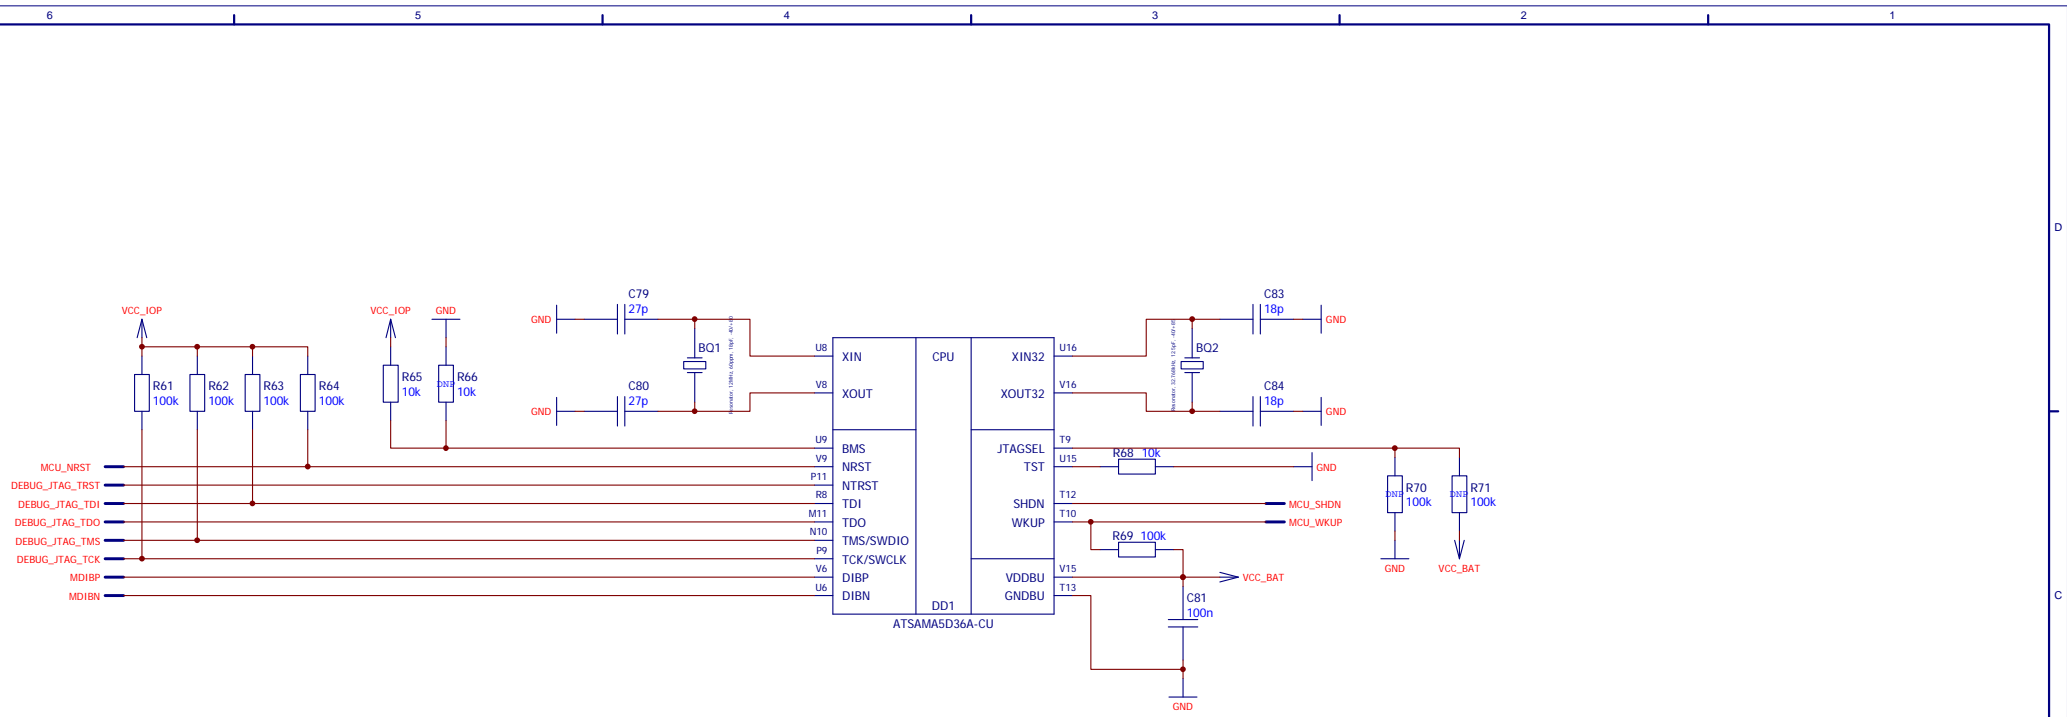 6 5 4 3 2 1
D
C
VCC_IOP
R61
100k
R62
100k
R63
100k
R64
100k
VCC_IOP
GND
R65
10k
DNP
R66
10k
C79
27p
GND
BQ1
C80
27p
GND
C83
18p
GND
BQ2
C84
18p
GND
MCU_NRST
DEBUG_JTAG_TRST
DEBUG_JTAG_TDI
DEBUG_JTAG_TDO
DEBUG_JTAG_TMS
DEBUG_JTAG_TCK
MDIBP
MDIBN
U8 XIN
V8 XOUT
U9 BMS
V9 NRST
P11 NTRST
R8 TDI
M11 TDO
N10 TMS/SWDIO
P9 TCK/SWCLK
V6 DIBP
U6 DIBN
CPU
DD1
ATSAMA5D36A-CU
XIN32 U16
XOUT32 V16
JTAGSEL T9
TST U15
SHDN T12
WKUP T10
VDDBU V15
GNDBU T13
R68 10k
GND
MCU_SHDN
MCU_WKUP
R69 100k
VCC_BAT
C81
100n
GND
DNP
R70
100k
GND
DNP
R71
100k
VCC_BAT